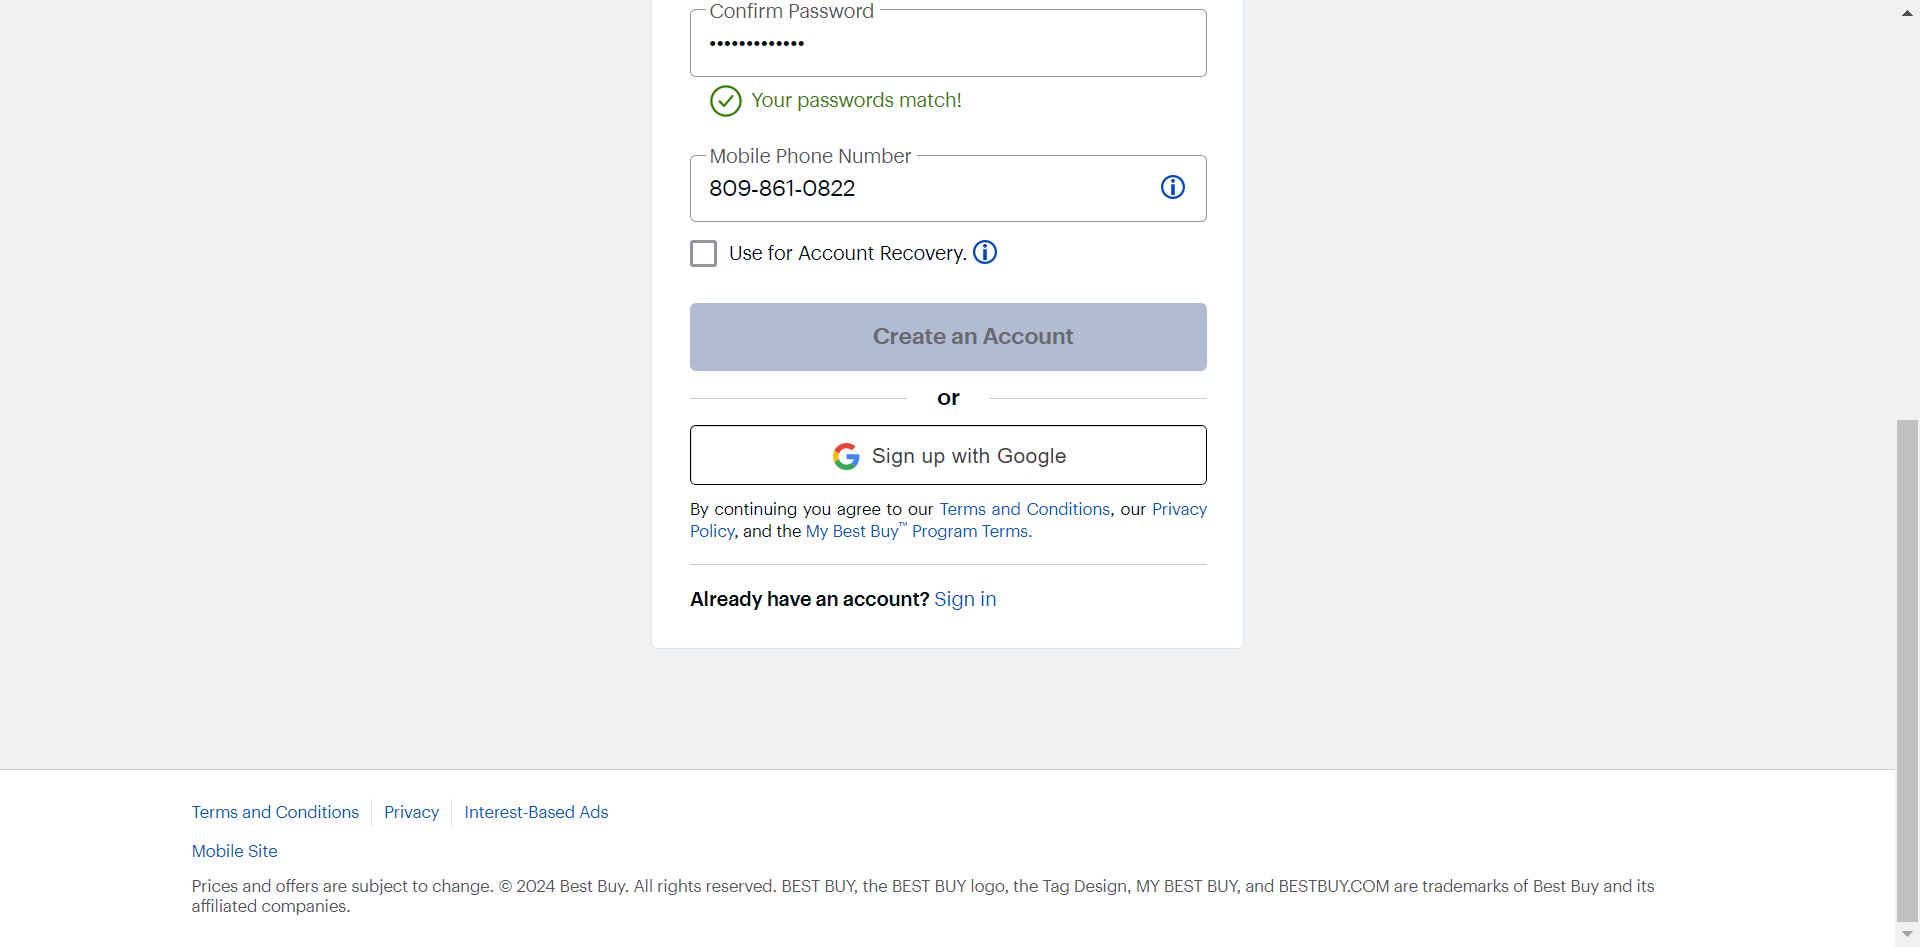 Confirm Password
•••••••••••••
Your passwords match!
Mobile Phone Number
809-861-0822
Use for Account Recovery.
Create an Account
or
Sign up with Google
By continuing you agree to our Terms and Conditions, our Privacy
Policy, and the My Best Buy™ Program Terms.
Already have an account? Sign in
Terms and Conditions
Privacy
Interest-Based Ads
Mobile Site
Prices and offers are subject to change. © 2024 Best Buy. All rights reserved. BEST BUY, the BEST BUY logo, the Tag Design, MY BEST BUY, and BESTBUY.COM are trademarks of Best Buy and its
affiliated companies.